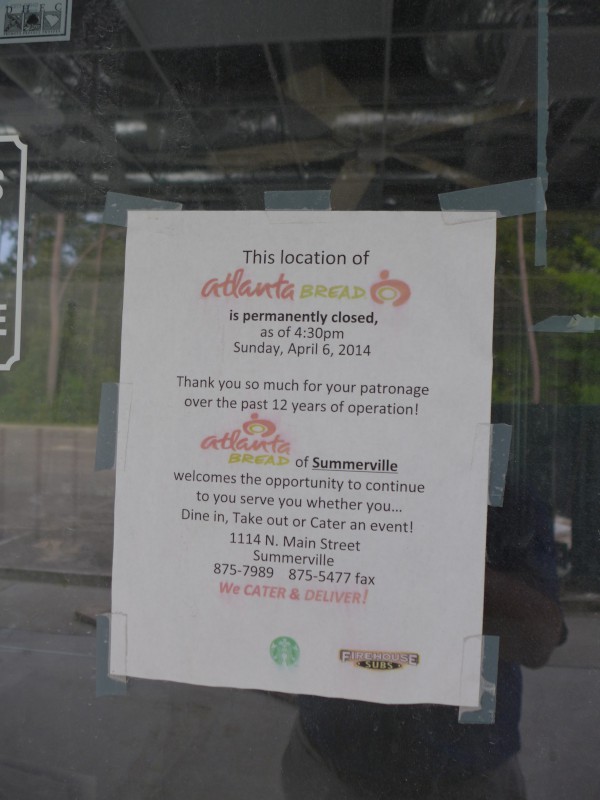 DHEC
S
E
This location of
atlanta BREAD
is permanently closed,
as of 4:30pm
Sunday, April 6, 2014
Thank you so much for your patronage
over the past 12 years of operation!
atlanta
BREAD of Summerville
welcomes the opportunity to continue
to you serve you whether you...
Dine in, Take out or Cater an event!
1114 N. Main Street
Summerville
875-7989 875-5477 fax
We CATER & DELIVER!
FIREHOUSE
SUBS